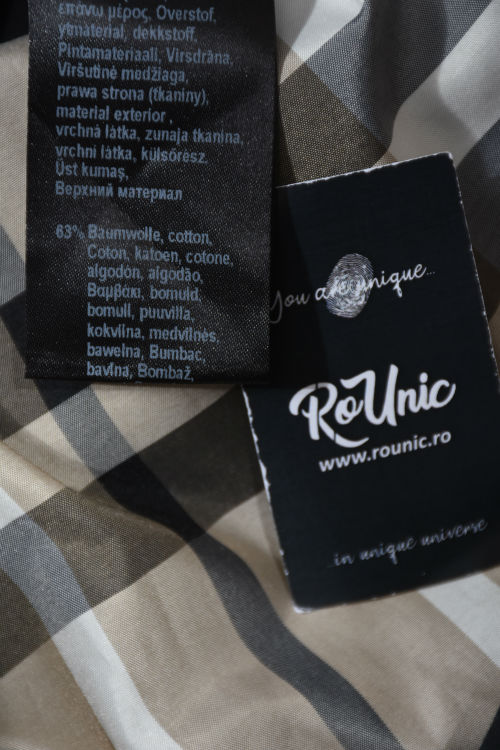 επάνω μέρος, Overstof,
ytmaterial, dekkstoff,
Pintamateriaali, Virsdrāna,
Viršutinė medžiaga,
prawa strona (tkaniny),
material exterior ,
vrchná látka, zunaja tkanina,
vrchní látka, külsőrész.
Üst kumaş,
Верхний материал
63% Baumwolle, cotton,
Coton, katoen, cotone,
algodón, algodão,
Βαμβάκι, bomuld,
bomull, puuvilla,
kokvilna, medvilnės,
bawełna, Bumbac,
bavlna, Bombaž,
You are unique...
RoUnic
www.rounic.ro
...in unique universe